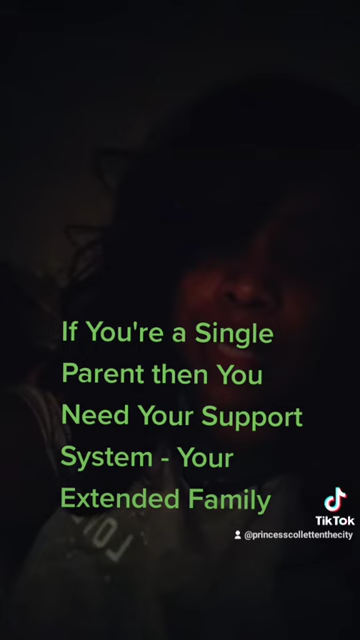 If You're a Single
Parent then You
Need Your Support
System - Your
Extended Family
TikTok
@princesscollettenthecity